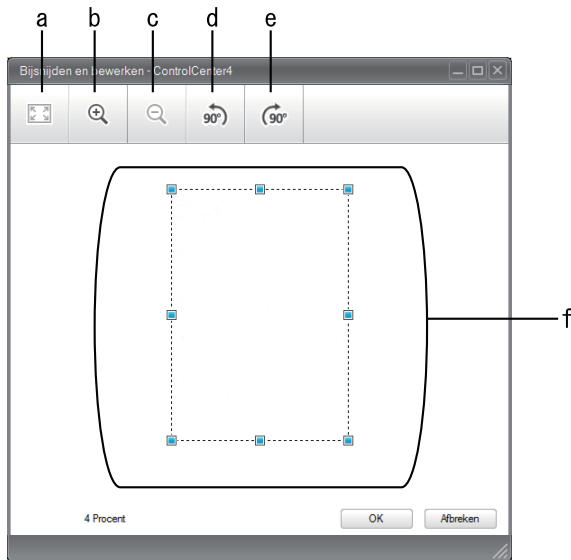 a b c d e
Bijsnijden en bewerken - ControlCenter4
90° 90°
f
4 Procent OK Afbreken